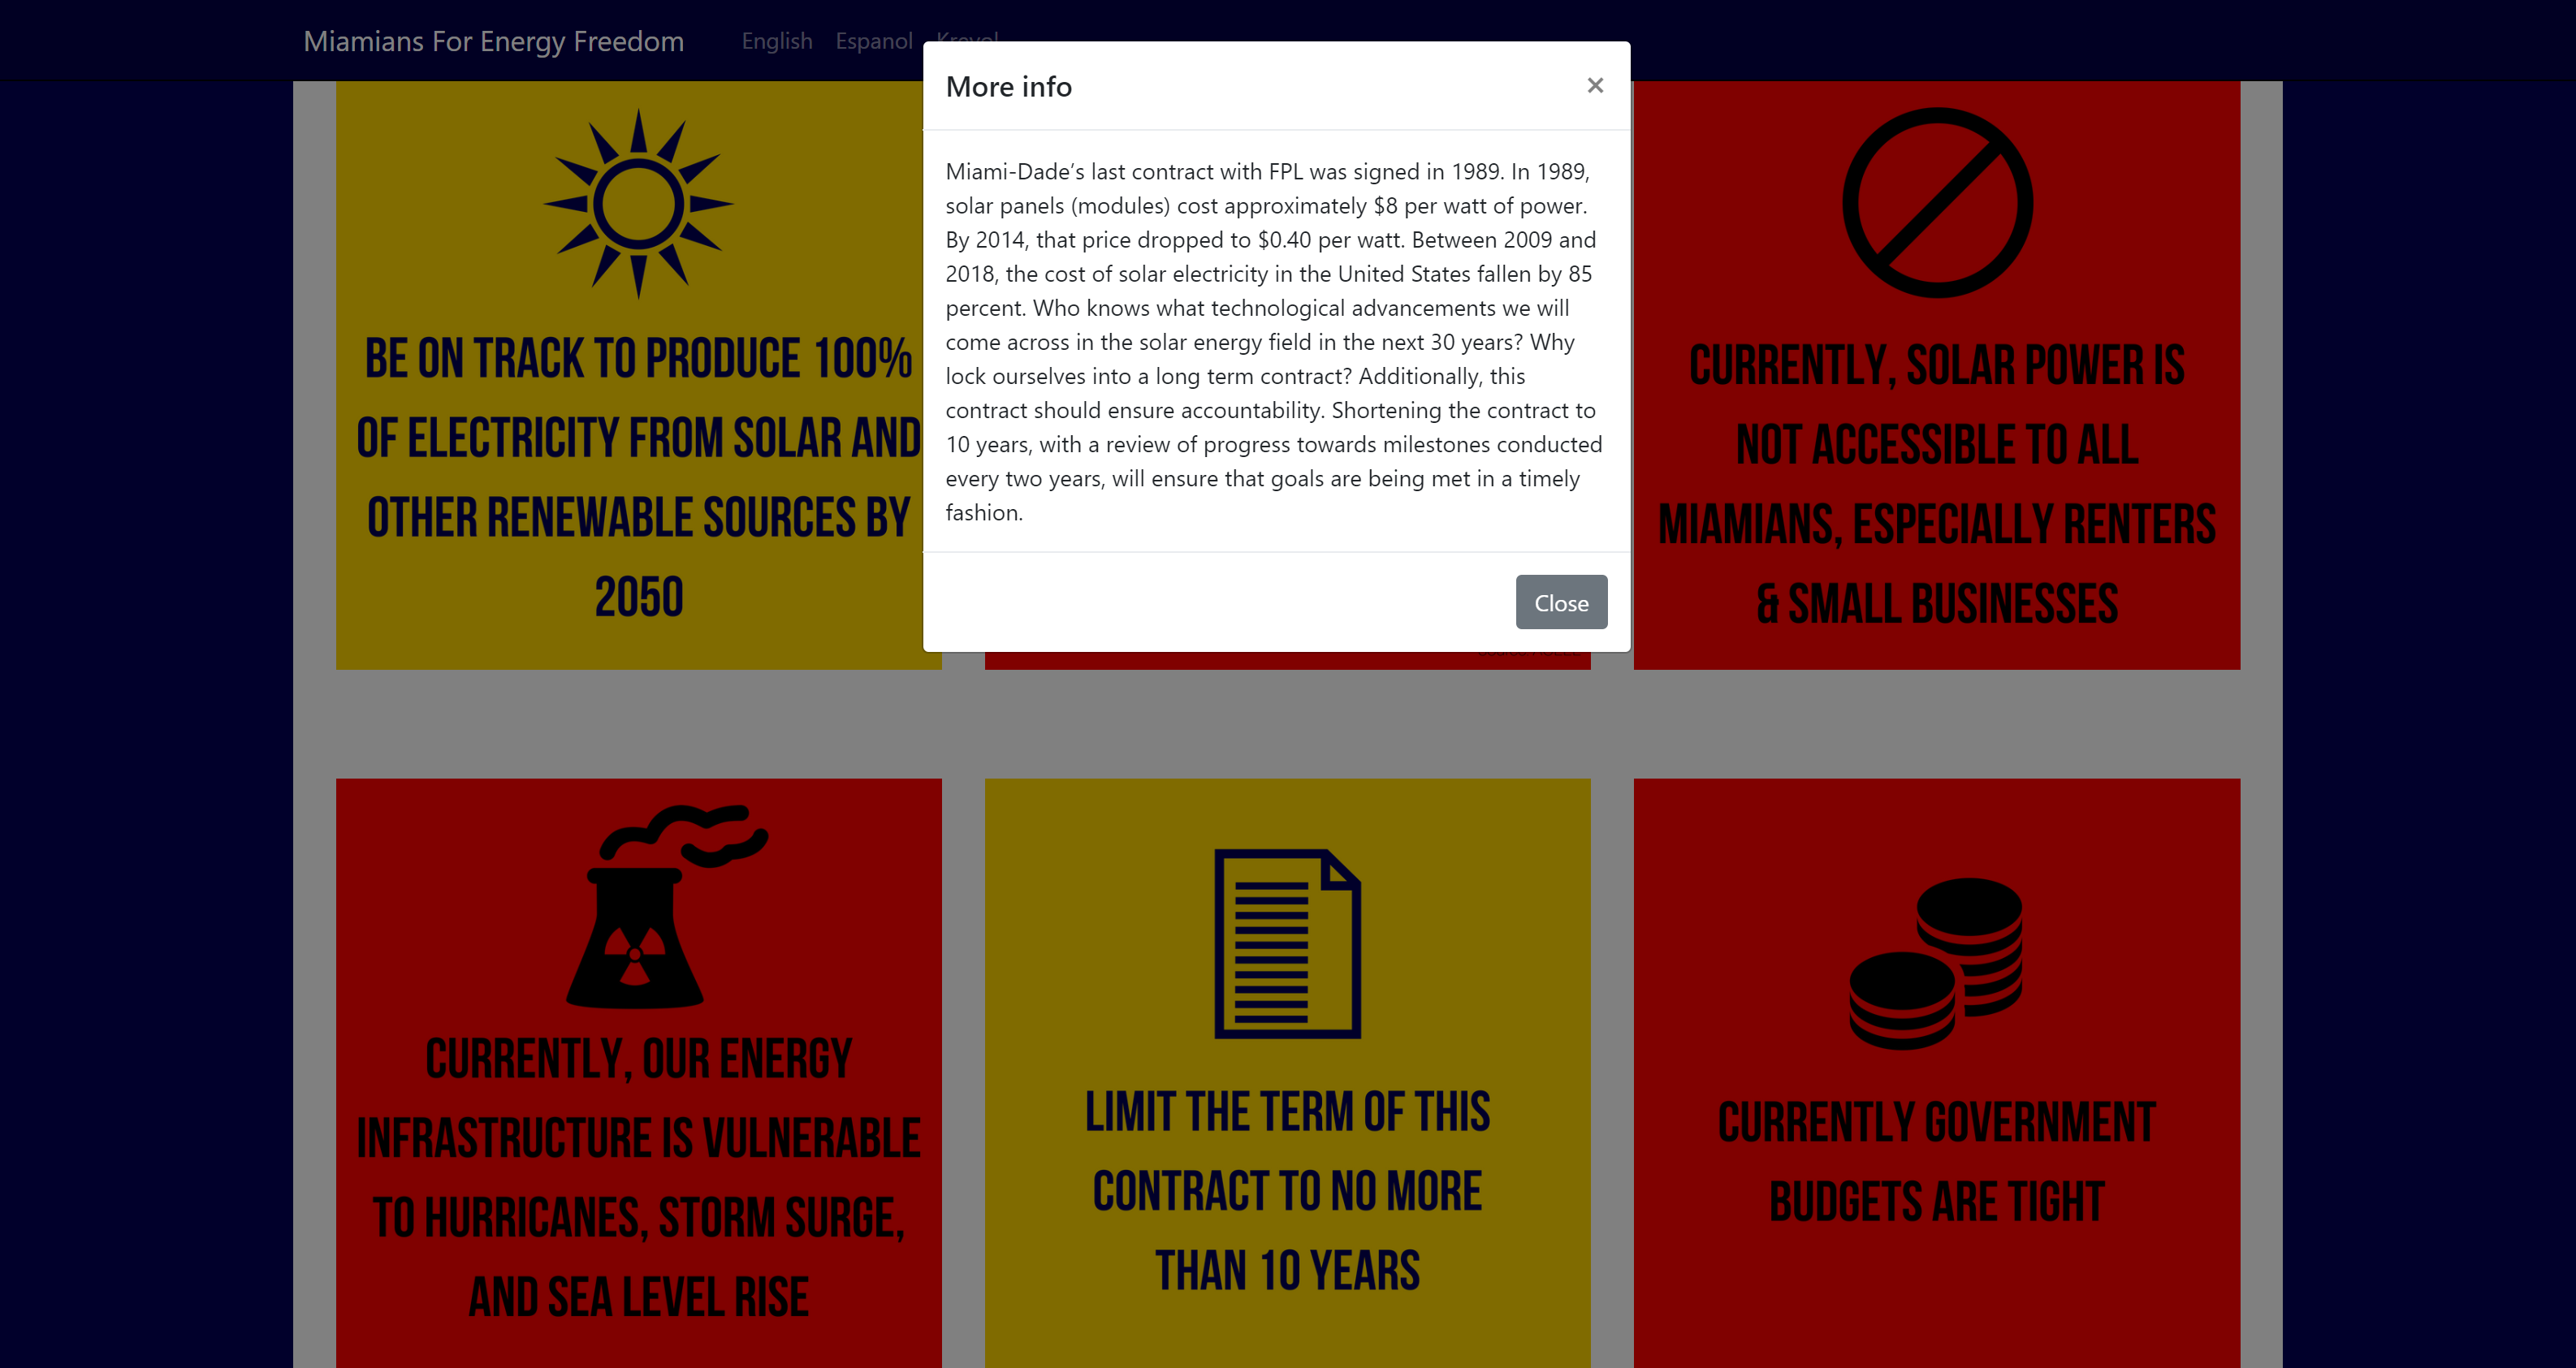 Miamians For Energy Freedom
English
Espanol
Kreyol
More info
×
Miami-Dade’s last contract with FPL was signed in 1989. In 1989,
solar panels (modules) cost approximately $8 per watt of power.
By 2014, that price dropped to $0.40 per watt. Between 2009 and
2018, the cost of solar electricity in the United States fallen by 85
percent. Who knows what technological advancements we will
come across in the solar energy field in the next 30 years? Why
lock ourselves into a long term contract? Additionally, this
contract should ensure accountability. Shortening the contract to
10 years, with a review of progress towards milestones conducted
every two years, will ensure that goals are being met in a timely
fashion.
Close
BE ON TRACK TO PRODUCE 100%
OF ELECTRICITY FROM SOLAR AND
OTHER RENEWABLE SOURCES BY
2050
CURRENTLY, SOLAR POWER IS
NOT ACCESSIBLE TO ALL
MIAMIANS, ESPECIALLY RENTERS
& SMALL BUSINESSES
CURRENTLY, OUR ENERGY
INFRASTRUCTURE IS VULNERABLE
TO HURRICANES, STORM SURGE,
AND SEA LEVEL RISE
LIMIT THE TERM OF THIS
CONTRACT TO NO MORE
THAN 10 YEARS
CURRENTLY GOVERNMENT
BUDGETS ARE TIGHT